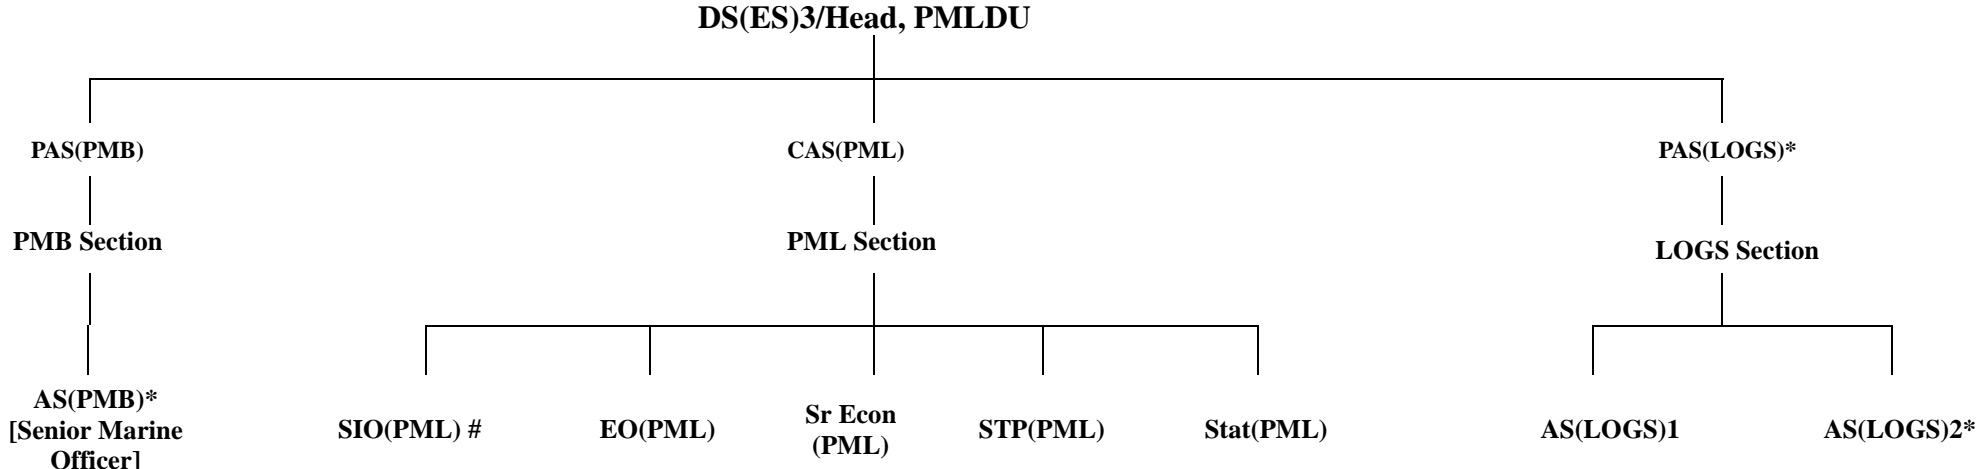 DS(ES)3/Head, PMLDU
PAS(PMB)
CAS(PML)
PAS(LOGS)*
PMB Section
PML Section
LOGS Section
AS(PMB)*
[Senior Marine
Officer]
SIO(PML) #
EO(PML)
Sr Econ
(PML)
STP(PML)
Stat(PML)
AS(LOGS)1
AS(LOGS)2*